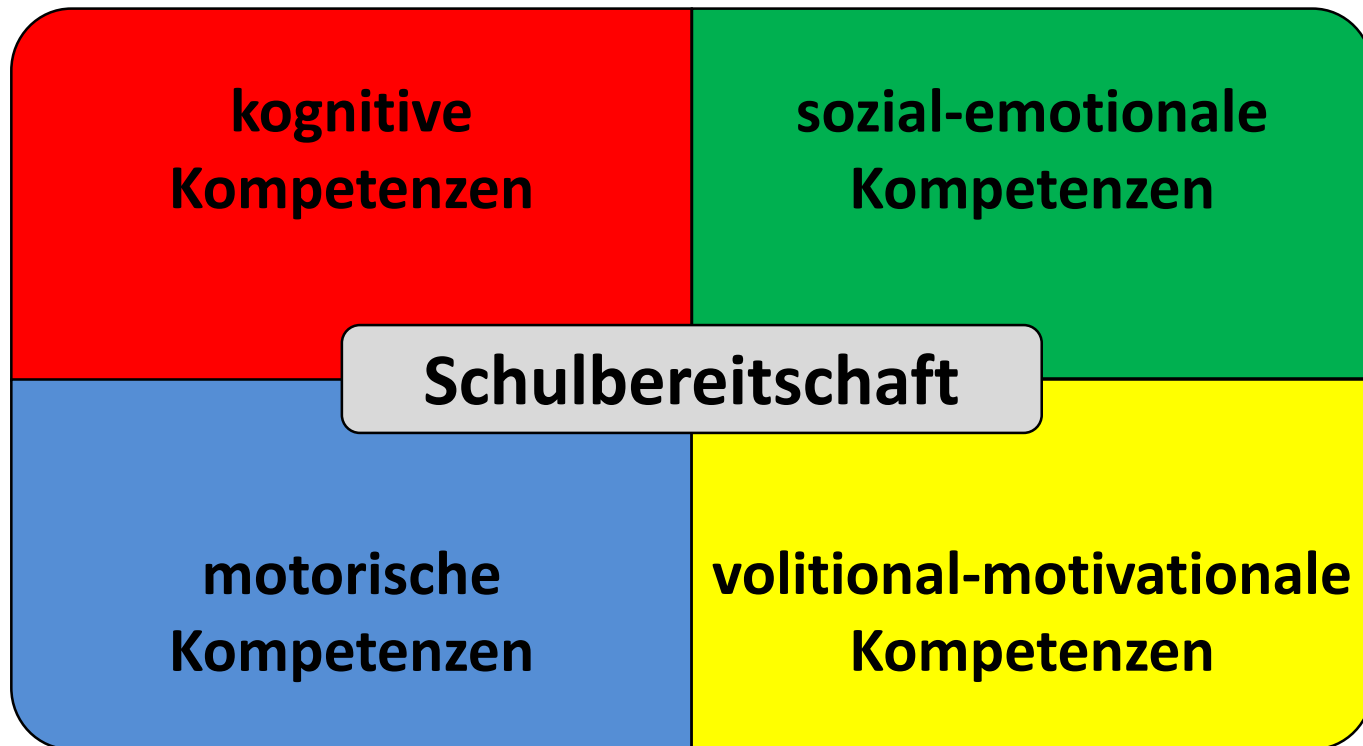 kognitive
Kompetenzen
sozial-emotionale
Kompetenzen
Schulbereitschaft
motorische
Kompetenzen
volitional-motivationale
Kompetenzen